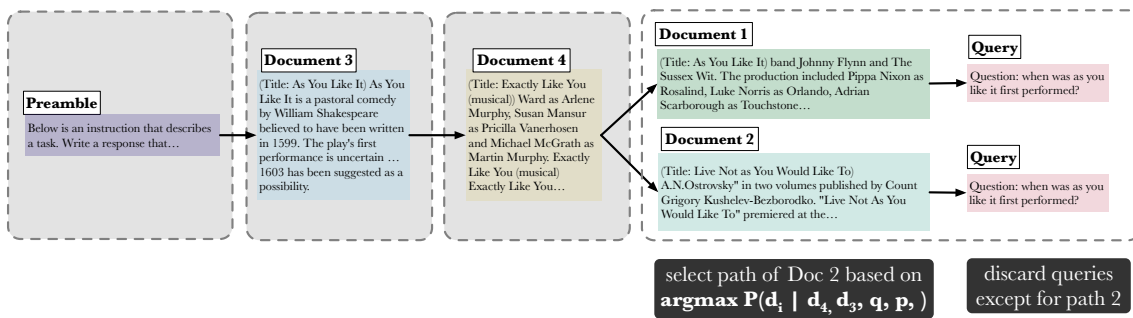 Preamble
Below is an instruction that describes
a task. Write a response that…
Document 3
(Title: As You Like It) As You
Like It is a pastoral comedy
by William Shakespeare
believed to have been written
in 1599. The play's first
performance is uncertain …
1603 has been suggested as a
possibility.
Document 4
(Title: Exactly Like You
(musical)) Ward as Arlene
Murphy, Susan Mansur
as Pricilla Vanerhosen
and Michael McGrath as
Martin Murphy. Exactly
Like You (musical)
Exactly Like You…
Document 1
(Title: As You Like It) band Johnny Flynn and The
Sussex Wit. The production included Pippa Nixon as
Rosalind, Luke Norris as Orlando, Adrian
Scarborough as Touchstone…
Query
Question: when was as you
like it first performed?
Document 2
(Title: Live Not as You Would Like To)
A.N.Ostrovsky" in two volumes published by Count
Grigory Kushelev-Bezborodko. "Live Not As You
Would Like To" premiered at the…
Query
Question: when was as you
like it first performed?
select path of Doc 2 based on
argmax P(dᵢ | d₄, d₃, q, p, )
discard queries
except for path 2